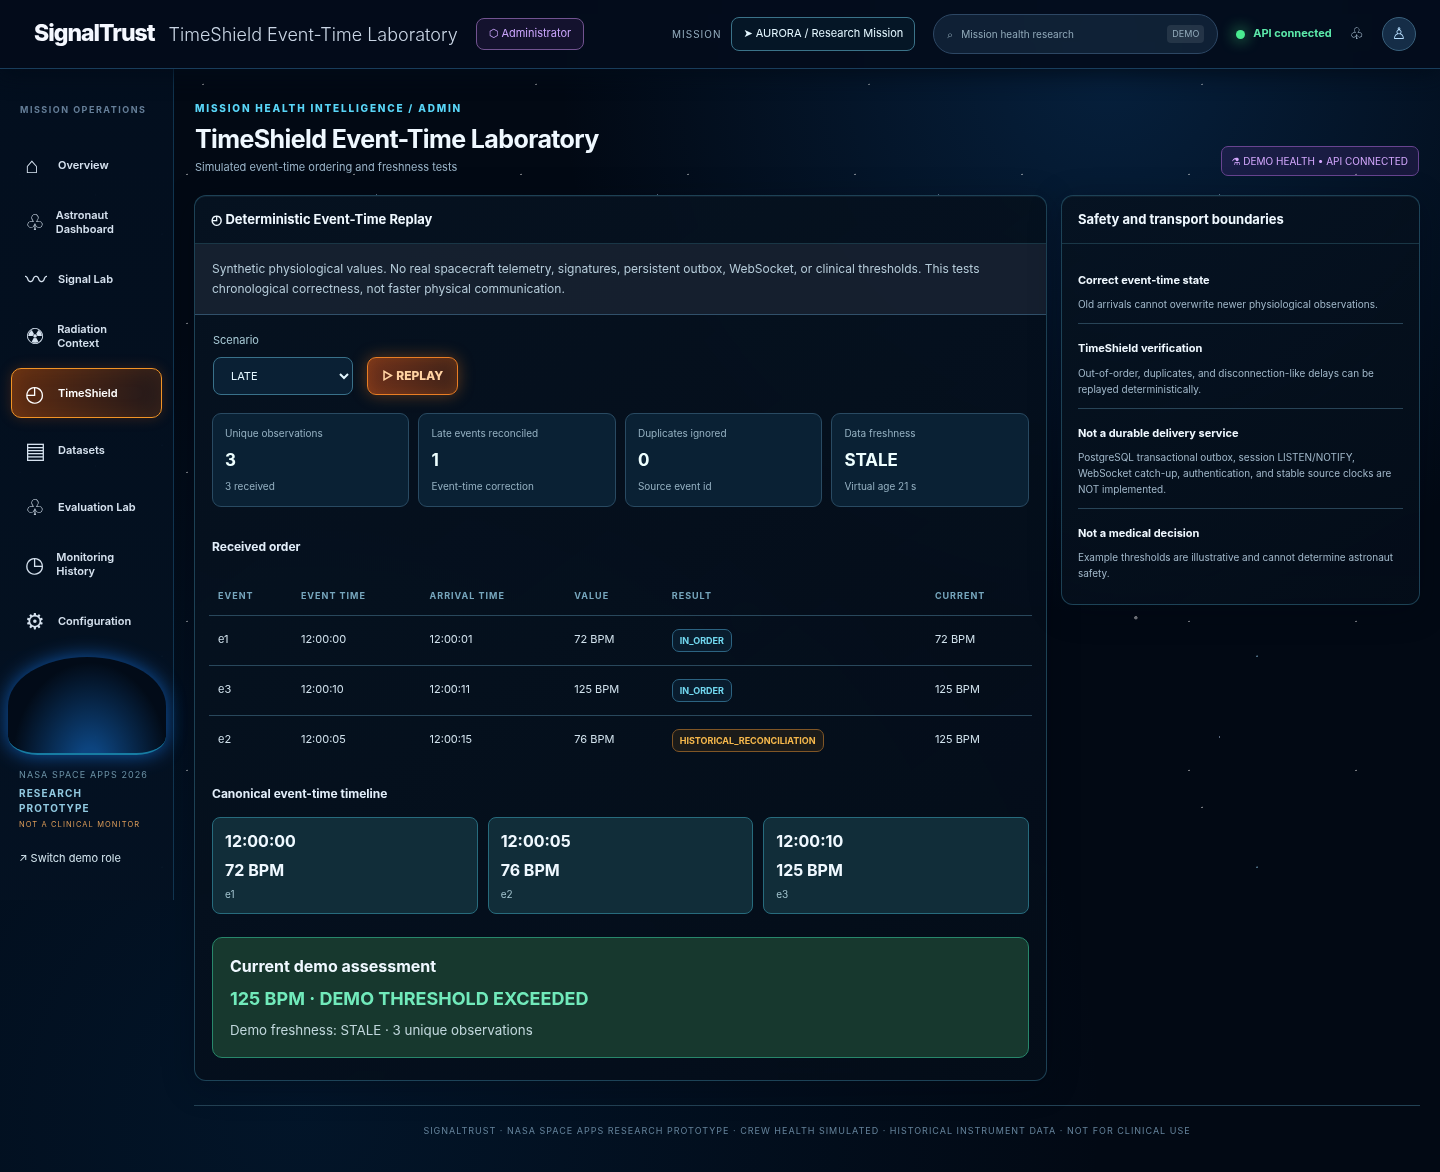 SignalTrust TimeShield Event-Time Laboratory Administrator MISSION AURORA / Research Mission Mission health research DEMO API connected
MISSION OPERATIONS
Overview
Astronaut
Dashboard
Signal Lab
Radiation
Context
TimeShield
Datasets
Evaluation Lab
Monitoring
History
Configuration
NASA SPACE APPS 2026
RESEARCH
PROTOTYPE
NOT A CLINICAL MONITOR
↗ Switch demo role
MISSION HEALTH INTELLIGENCE / ADMIN
TimeShield Event-Time Laboratory
Simulated event-time ordering and freshness tests
DEMO HEALTH • API CONNECTED
Deterministic Event-Time Replay
Synthetic physiological values. No real spacecraft telemetry, signatures, persistent outbox, WebSocket, or clinical thresholds. This tests
chronological correctness, not faster physical communication.
Scenario
LATE
REPLAY
Unique observations
3
3 received
Late events reconciled
1
Event-time correction
Duplicates ignored
0
Source event id
Data freshness
STALE
Virtual age 21 s
Received order
EVENT EVENT TIME ARRIVAL TIME VALUE RESULT CURRENT
e1 12:00:00 12:00:01 72 BPM IN_ORDER 72 BPM
e3 12:00:10 12:00:11 125 BPM IN_ORDER 125 BPM
e2 12:00:05 12:00:15 76 BPM HISTORICAL_RECONCILIATION 125 BPM
Canonical event-time timeline
12:00:00
72 BPM
e1
12:00:05
76 BPM
e2
12:00:10
125 BPM
e3
Current demo assessment
125 BPM · DEMO THRESHOLD EXCEEDED
Demo freshness: STALE · 3 unique observations
Safety and transport boundaries
Correct event-time state
Old arrivals cannot overwrite newer physiological observations.
TimeShield verification
Out-of-order, duplicates, and disconnection-like delays can be
replayed deterministically.
Not a durable delivery service
PostgreSQL transactional outbox, session LISTEN/NOTIFY,
WebSocket catch-up, authentication, and stable source clocks are
NOT implemented.
Not a medical decision
Example thresholds are illustrative and cannot determine astronaut
safety.
SIGNALTRUST · NASA SPACE APPS RESEARCH PROTOTYPE · CREW HEALTH SIMULATED · HISTORICAL INSTRUMENT DATA · NOT FOR CLINICAL USE